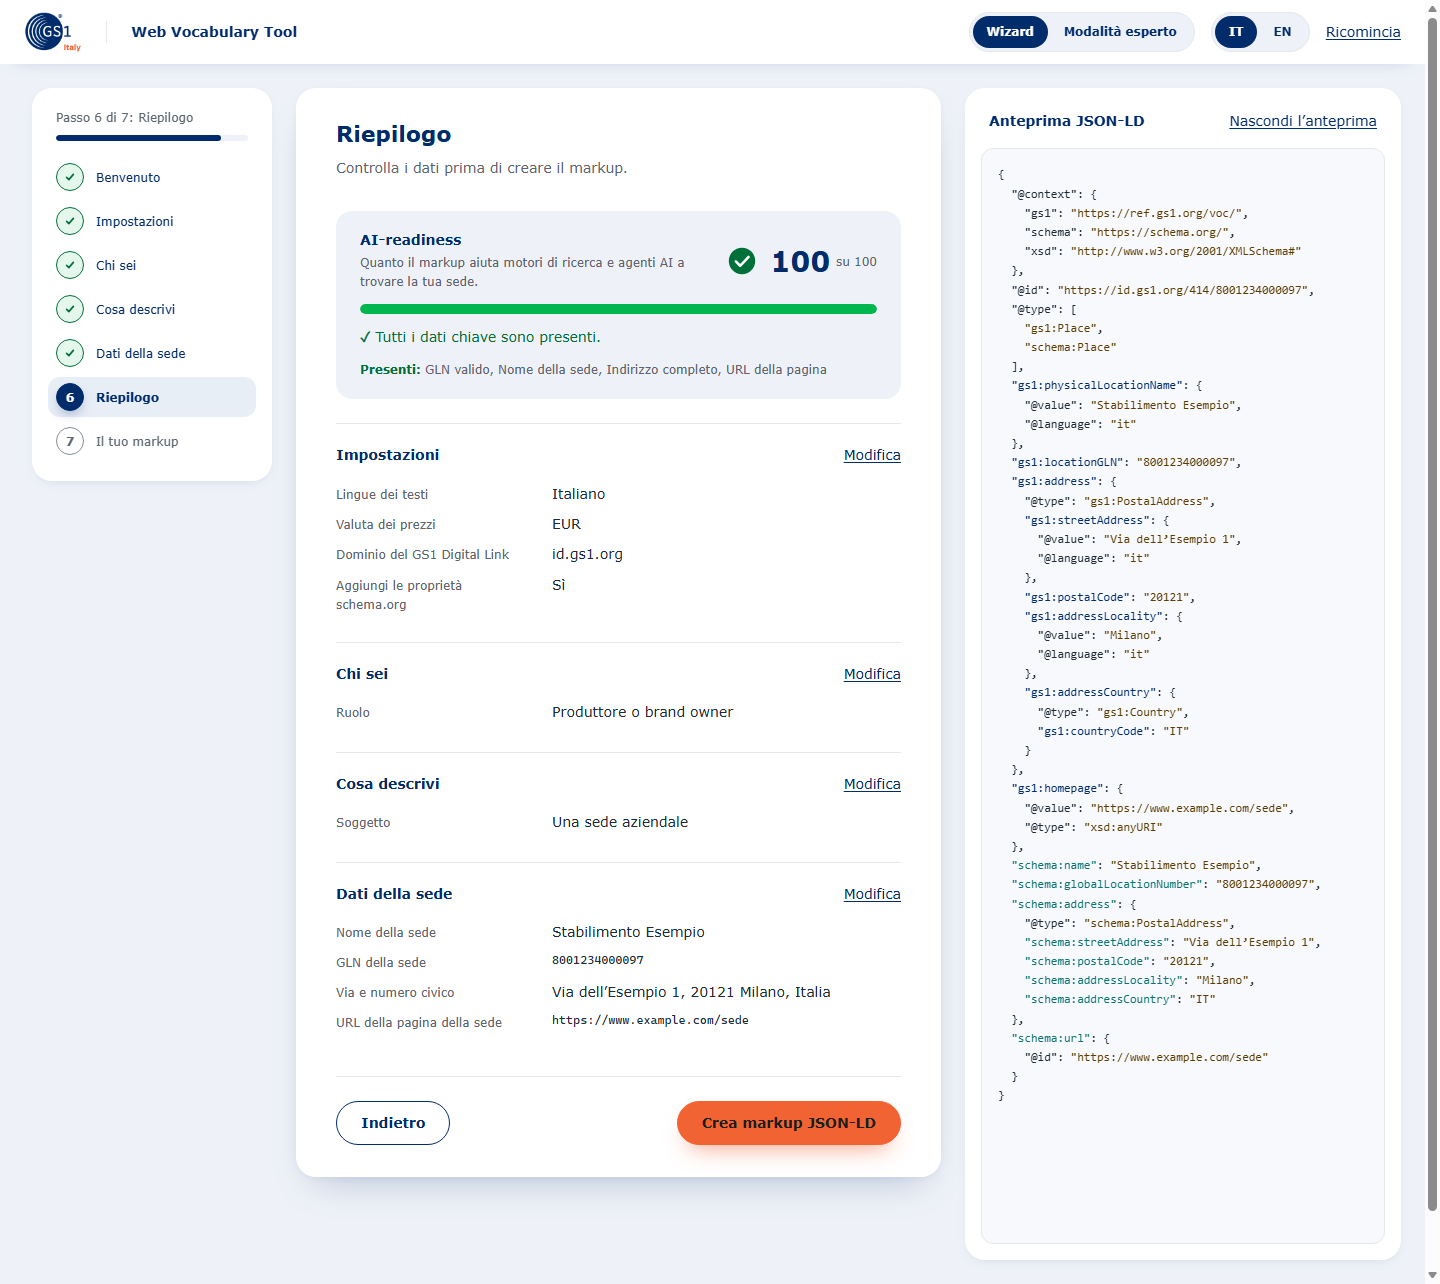 GS1 Italy
Web Vocabulary Tool
Wizard
Modalità esperto
IT
EN
Ricomincia
Passo 6 di 7: Riepilogo
Benvenuto
Impostazioni
Chi sei
Cosa descrivi
Dati della sede
6 Riepilogo
7 Il tuo markup
Riepilogo
Controlla i dati prima di creare il markup.
AI-readiness
Quanto il markup aiuta motori di ricerca e agenti AI a
trovare la tua sede.
100 su 100
✓ Tutti i dati chiave sono presenti.
Presenti: GLN valido, Nome della sede, Indirizzo completo, URL della pagina
Impostazioni
Modifica
Lingue dei testi
Italiano
Valuta dei prezzi
EUR
Dominio del GS1 Digital Link
id.gs1.org
Aggiungi le proprietà
schema.org
Sì
Chi sei
Modifica
Ruolo
Produttore o brand owner
Cosa descrivi
Modifica
Soggetto
Una sede aziendale
Dati della sede
Modifica
Nome della sede
Stabilimento Esempio
GLN della sede
8001234000097
Via e numero civico
Via dell’Esempio 1, 20121 Milano, Italia
URL della pagina della sede
https://www.example.com/sede
Indietro
Crea markup JSON-LD
Anteprima JSON-LD
Nascondi l’anteprima
{
"@context": {
"gs1": "https://ref.gs1.org/voc/",
"schema": "https://schema.org/",
"xsd": "http://www.w3.org/2001/XMLSchema#"
},
"@id": "https://id.gs1.org/414/8001234000097",
"@type": [
"gs1:Place",
"schema:Place"
],
"gs1:physicalLocationName": {
"@value": "Stabilimento Esempio",
"@language": "it"
},
"gs1:locationGLN": "8001234000097",
"gs1:address": {
"@type": "gs1:PostalAddress",
"gs1:streetAddress": {
"@value": "Via dell’Esempio 1",
"@language": "it"
},
"gs1:postalCode": "20121",
"gs1:addressLocality": {
"@value": "Milano",
"@language": "it"
},
"gs1:addressCountry": {
"@type": "gs1:Country",
"gs1:countryCode": "IT"
}
},
"gs1:homepage": {
"@value": "https://www.example.com/sede",
"@type": "xsd:anyURI"
},
"schema:name": "Stabilimento Esempio",
"schema:globalLocationNumber": "8001234000097",
"schema:address": {
"@type": "schema:PostalAddress",
"schema:streetAddress": "Via dell’Esempio 1",
"schema:postalCode": "20121",
"schema:addressLocality": "Milano",
"schema:addressCountry": "IT"
},
"schema:url": {
"@id": "https://www.example.com/sede"
}
}